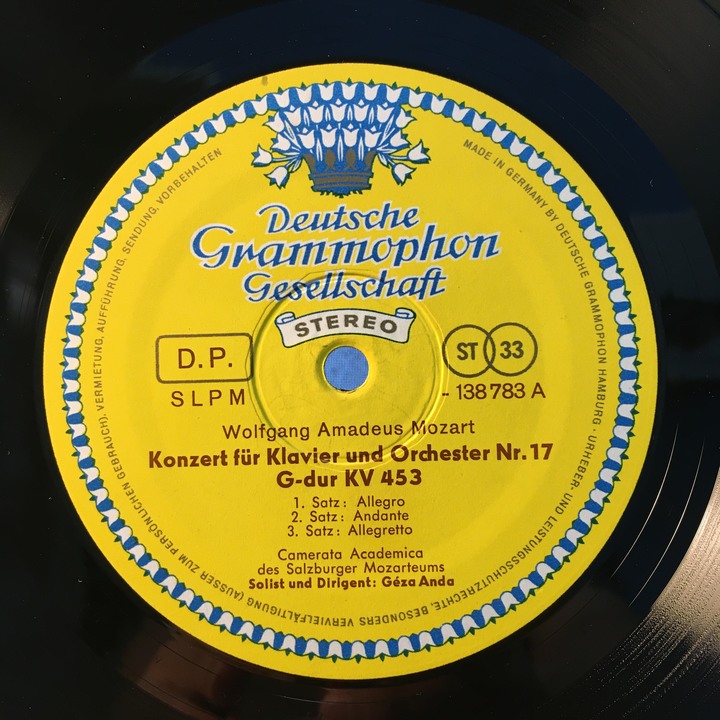 Deutsche
Grammophon
Gesellschaft
STEREO
D.P.
ST 33
SLPM - 138 783 A
Wolfgang Amadeus Mozart
Konzert für Klavier und Orchester Nr. 17
G-dur KV 453
1. Satz: Allegro
2. Satz: Andante
3. Satz: Allegretto
Camerata Academica
des Salzburger Mozarteums
Solist und Dirigent: Géza Anda
MADE IN GERMANY BY DEUTSCHE GRAMMOPHON HAMBURG · URHEBER- UND LEISTUNGSSCHUTZRECHTE, BESONDERS VERVIELFÄLTIGUNG (AUSSER ZUM PERSÖNLICHEN GEBRAUCH), VERMIETUNG, AUFFÜHRUNG, SENDUNG, VORBEHALTEN